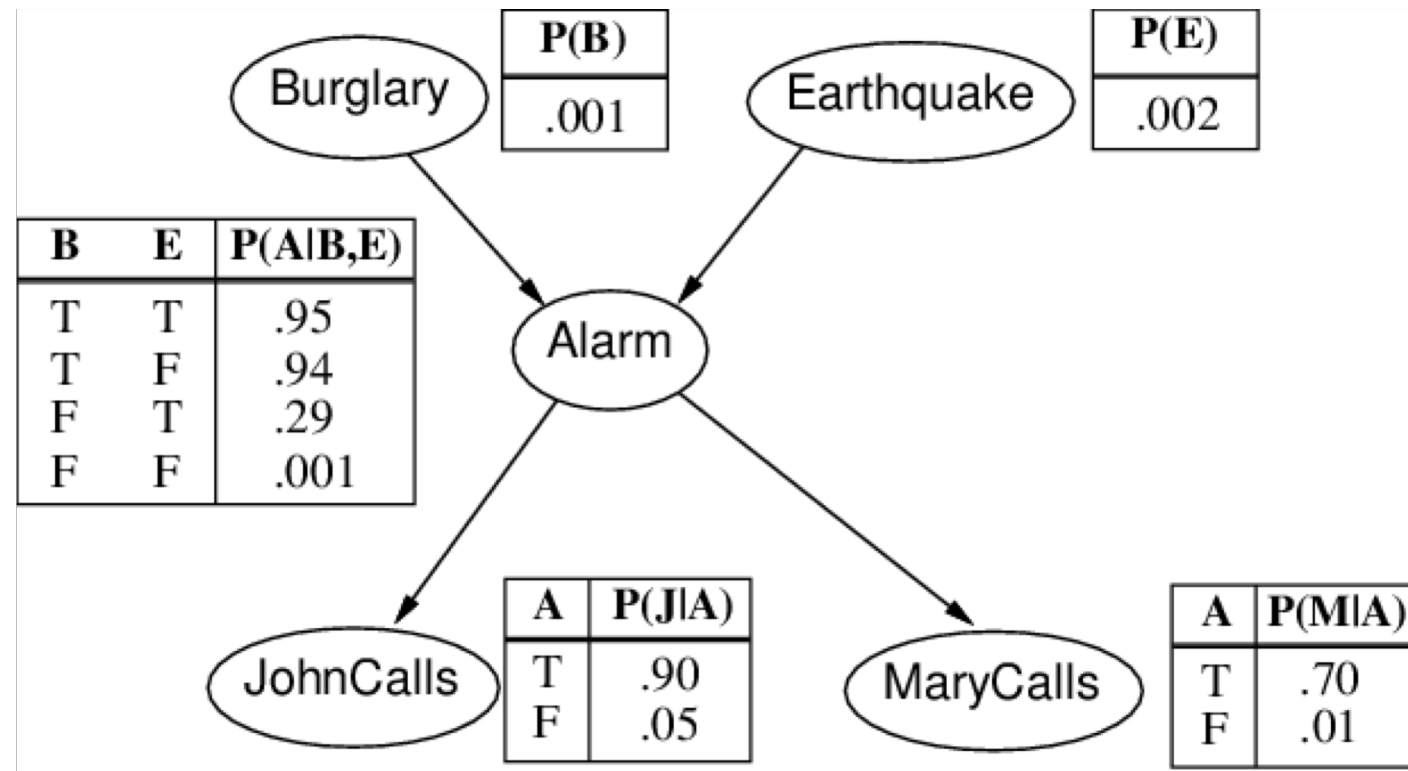 Burglary
P(B)
.001
Earthquake
P(E)
.002
B E P(A|B,E)
T T .95
T F .94
F T .29
F F .001
Alarm
JohnCalls
A P(J|A)
T .90
F .05
MaryCalls
A P(M|A)
T .70
F .01